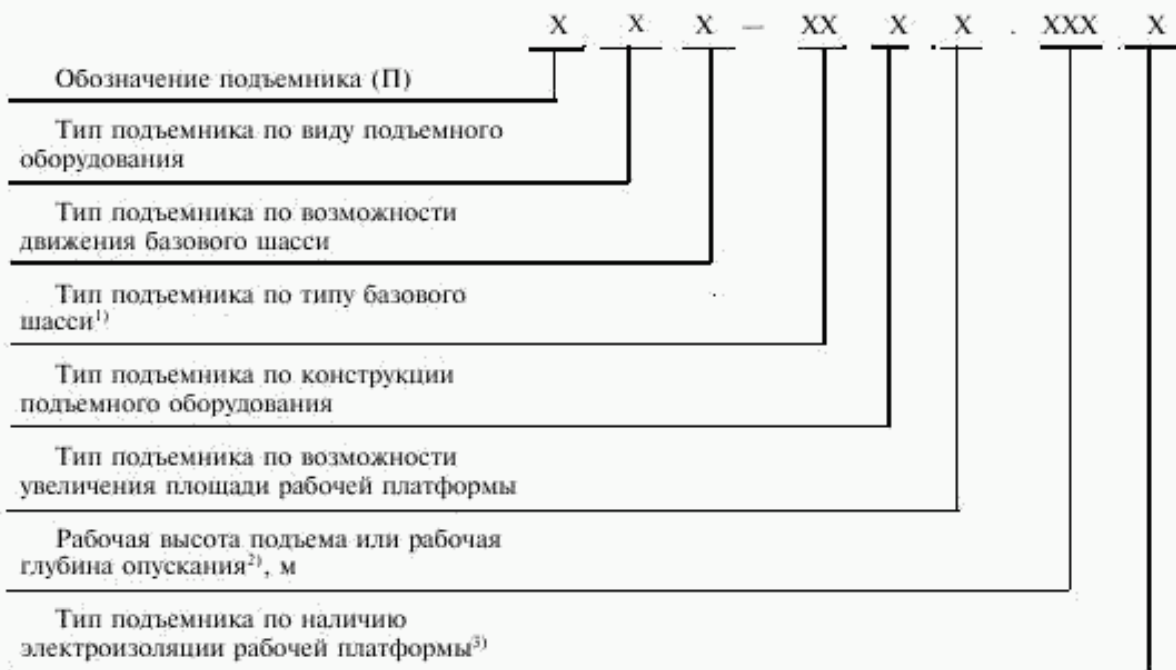 X X X – XX X . X . XXX X
Обозначение подъемника (П)
Тип подъемника по виду подъемного
оборудования
Тип подъемника по возможности
движения базового шасси
Тип подъемника по типу базового
шасси¹⁾
Тип подъемника по конструкции
подъемного оборудования
Тип подъемника по возможности
увеличения площади рабочей платформы
Рабочая высота подъема или рабочая
глубина опускания²⁾, м
Тип подъемника по наличию
электроизоляции рабочей платформы³⁾